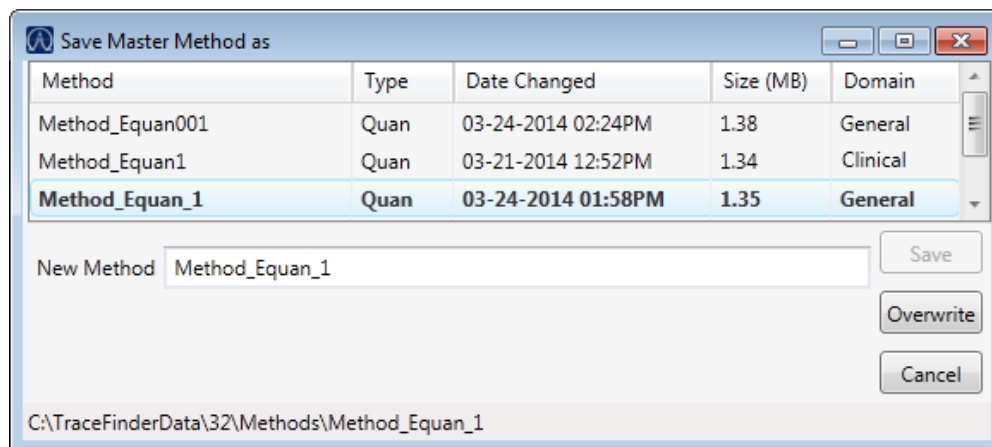 Save Master Method as
Method Type Date Changed Size (MB) Domain
Method_Equan001 Quan 03-24-2014 02:24PM 1.38 General
Method_Equan1 Quan 03-21-2014 12:52PM 1.34 Clinical
Method_Equan_1 Quan 03-24-2014 01:58PM 1.35 General
New Method Method_Equan_1
Save
Overwrite
Cancel
C:\TraceFinderData\32\Methods\Method_Equan_1